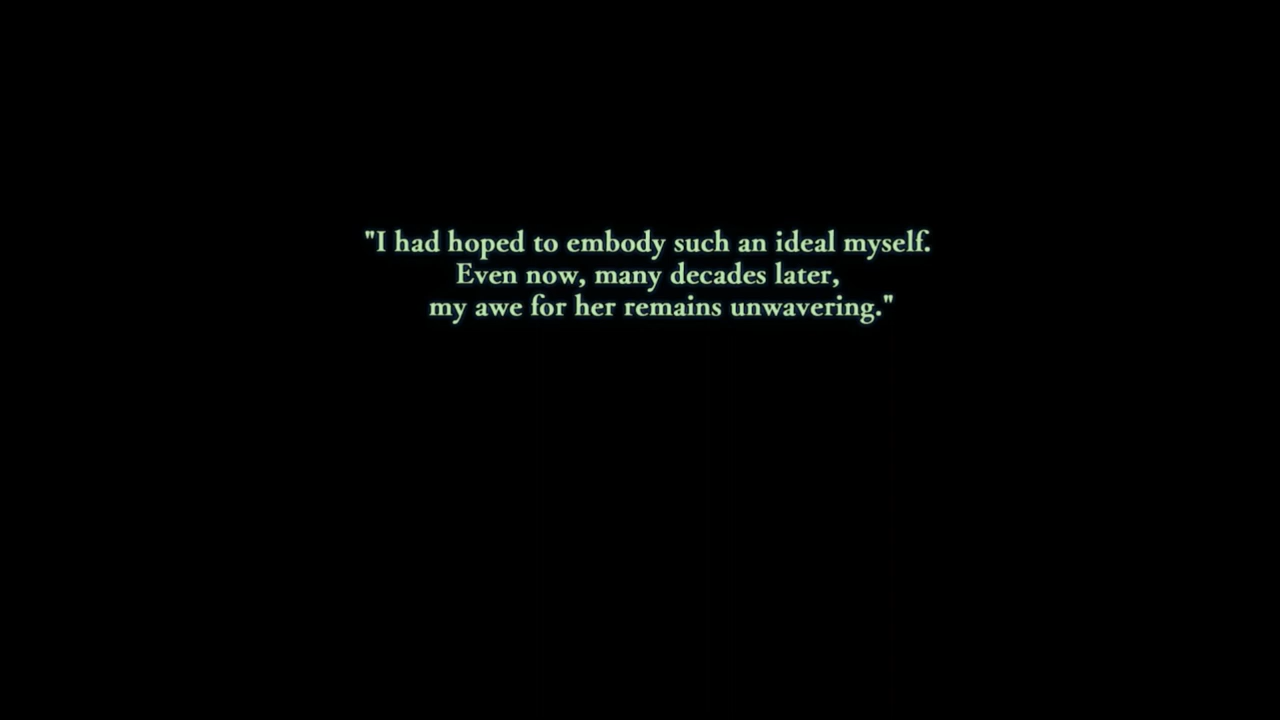 "I had hoped to embody such an ideal myself.
Even now, many decades later,
my awe for her remains unwavering."